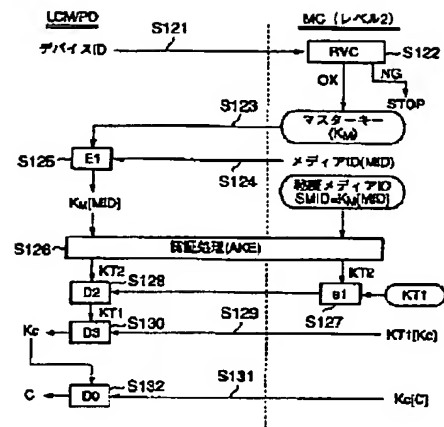 LCM/PD
MC (レベル2)
デバイスID
S121
RVC
S122
OK
NG
STOP
S123
マスターキー
(KM)
S125
E1
S124
メディアID(MID)
KM[MID]
秘匿メディアID
SMID=KM[MID]
S126
認証処理(AKE)
KT2
KT2
D2
S128
e1
KT1
S127
KT1
Kc
D3
S130
S129
KT1[Kc]
C
D0
S132
S131
Kc[C]